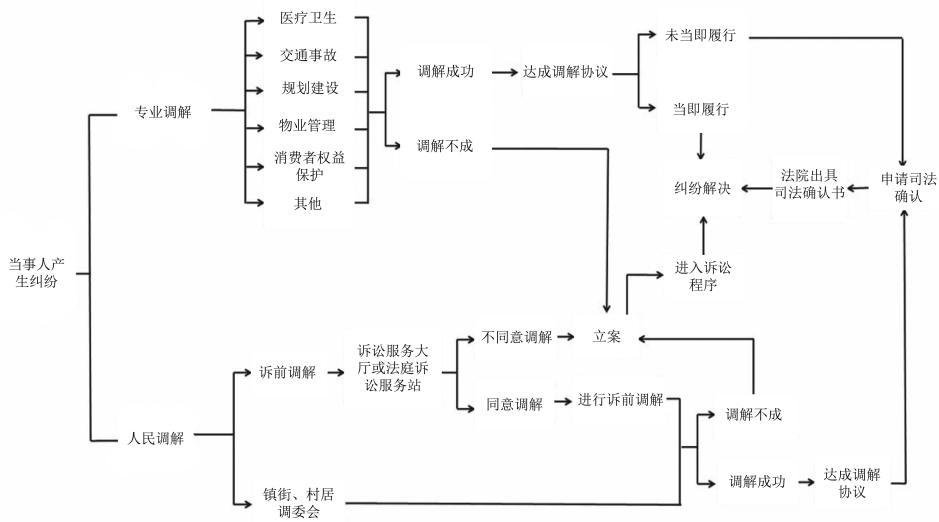 当事人产
生纠纷
专业调解
医疗卫生
交通事故
规划建设
物业管理
消费者权益
保护
其他
调解成功
调解不成
达成调解协议
未当即履行
当即履行
纠纷解决
法院出具
司法确认书
申请司法
确认
进入诉讼
程序
人民调解
诉前调解
诉讼服务大
厅或法庭诉
讼服务站
不同意调解
立案
同意调解
进行诉前调解
调解不成
调解成功
达成调解
协议
镇街、村居
调委会